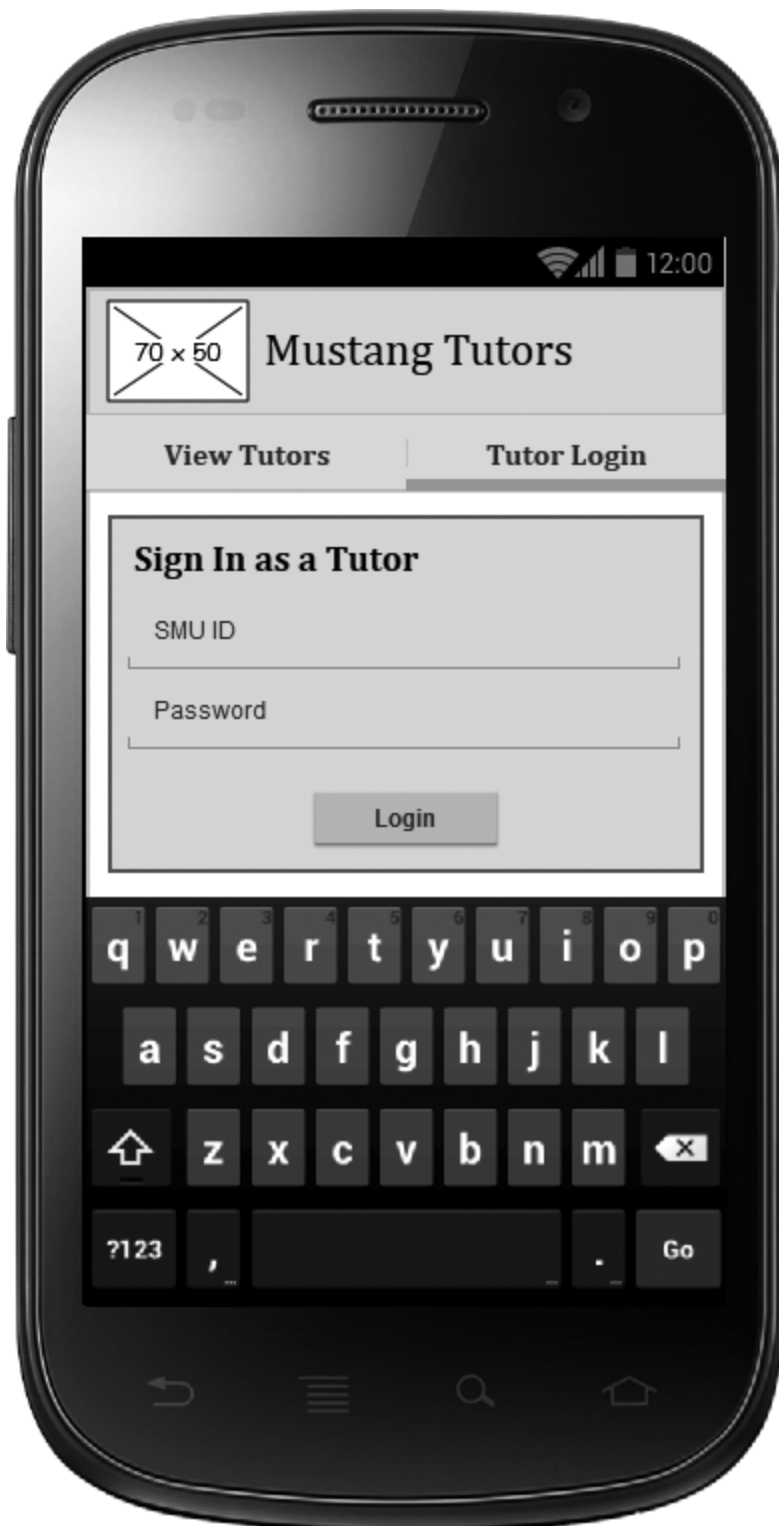 12:00
70 x 50
Mustang Tutors
View Tutors Tutor Login
Sign In as a Tutor
SMU ID
Password
Login
1 2 3 4 5 6 7 8 9 0
q w e r t y u i o p
a s d f g h j k l
z x c v b n m
?123 , ... . Go